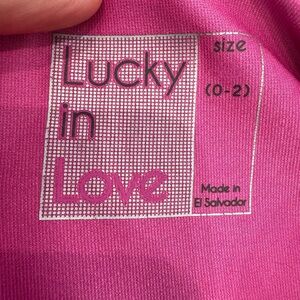 Lucky
in
Love
size
(0-2)
Made in
El Salvador